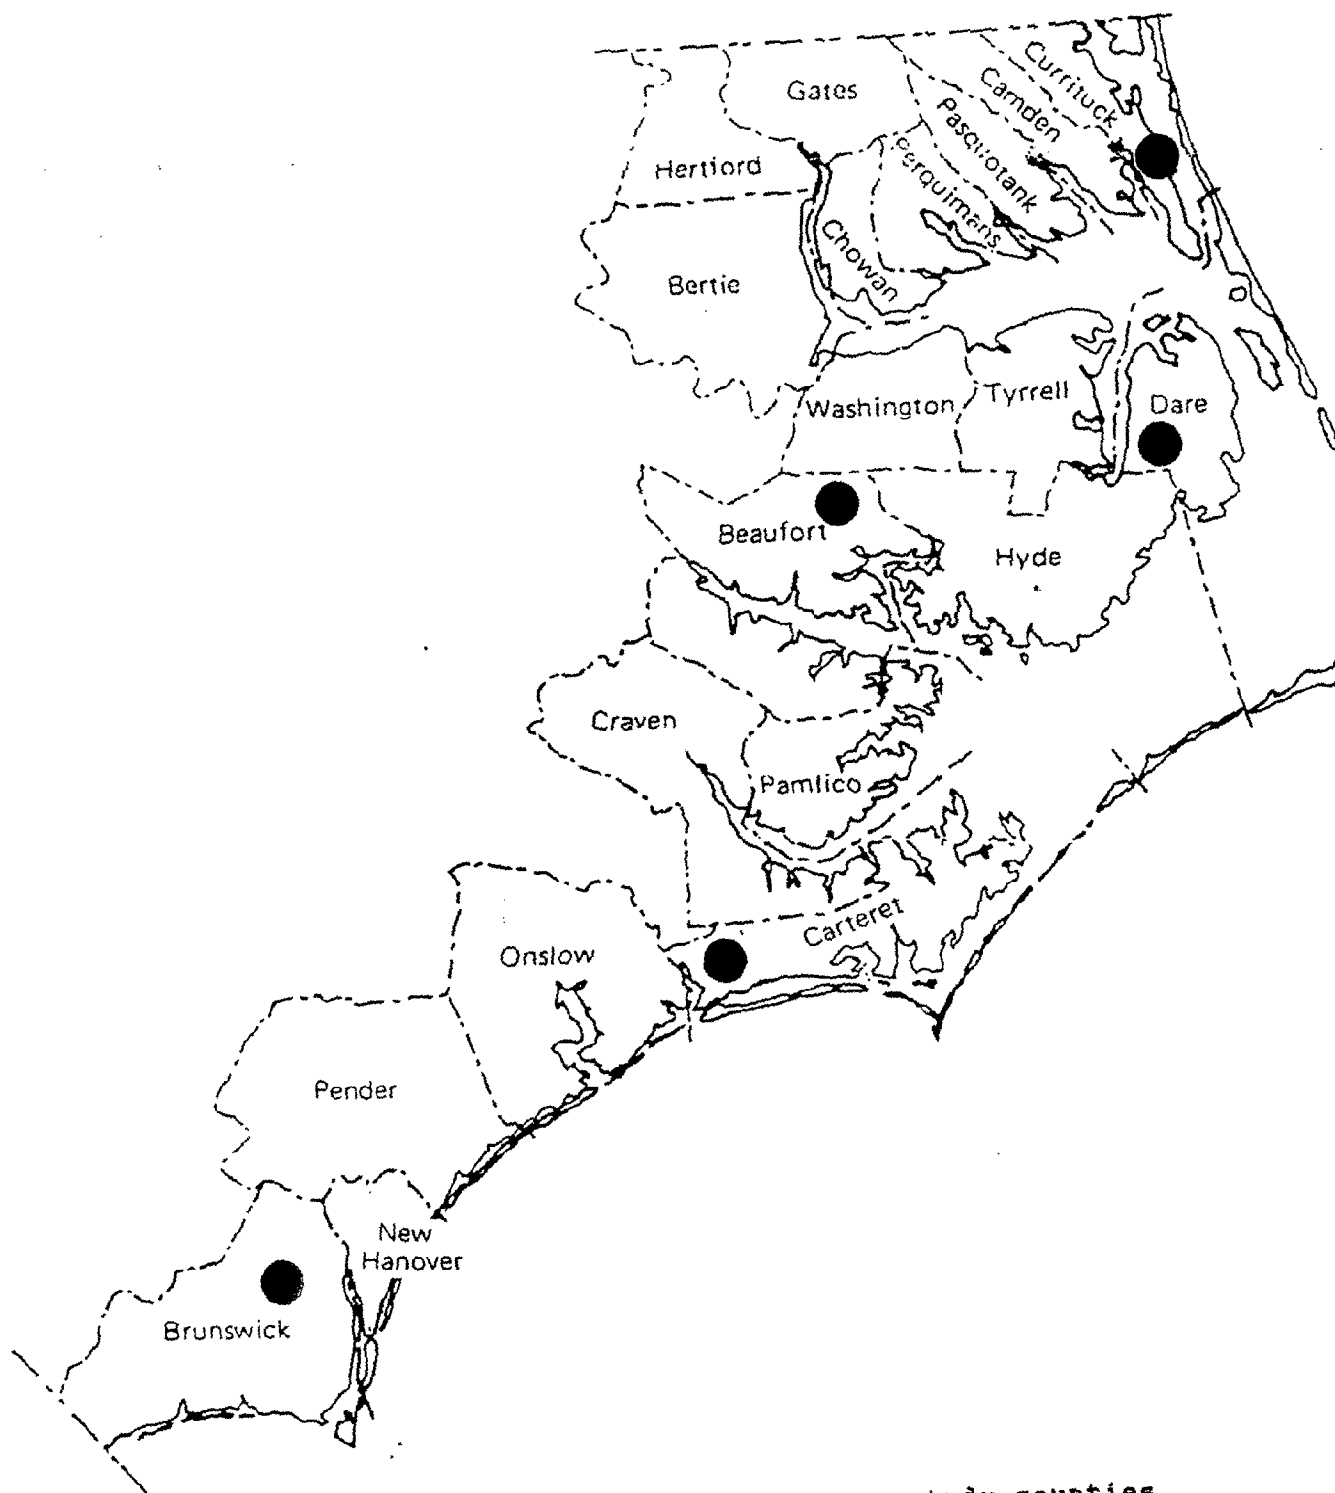 Gates
Currituck
Camden
Pasquotank
Perquimans
Hertford
Chowan
Bertie
Washington
Tyrrell
Dare
Beaufort
Hyde
Craven
Pamlico
Carteret
Onslow
Pender
New
Hanover
Brunswick
counties